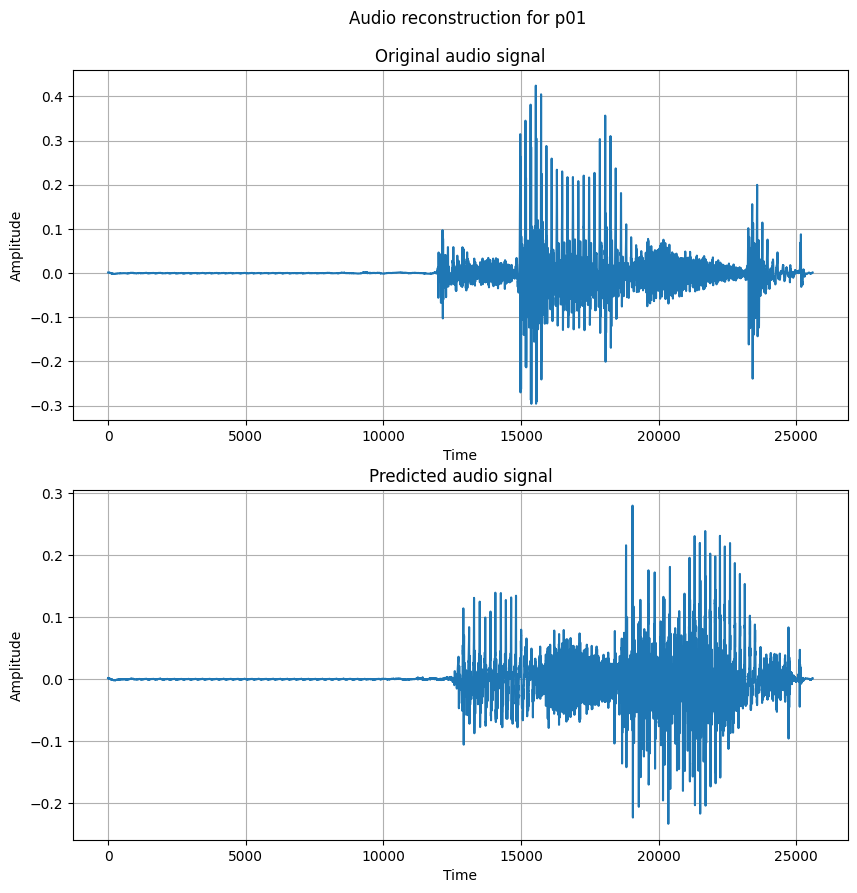 Audio reconstruction for p01
Original audio signal
0.4
0.3
0.2
0.1
0.0
−0.1
−0.2
−0.3
Amplitude
0 5000 10000 15000 20000 25000
Time
Predicted audio signal
0.3
0.2
0.1
0.0
−0.1
−0.2
Amplitude
0 5000 10000 15000 20000 25000
Time